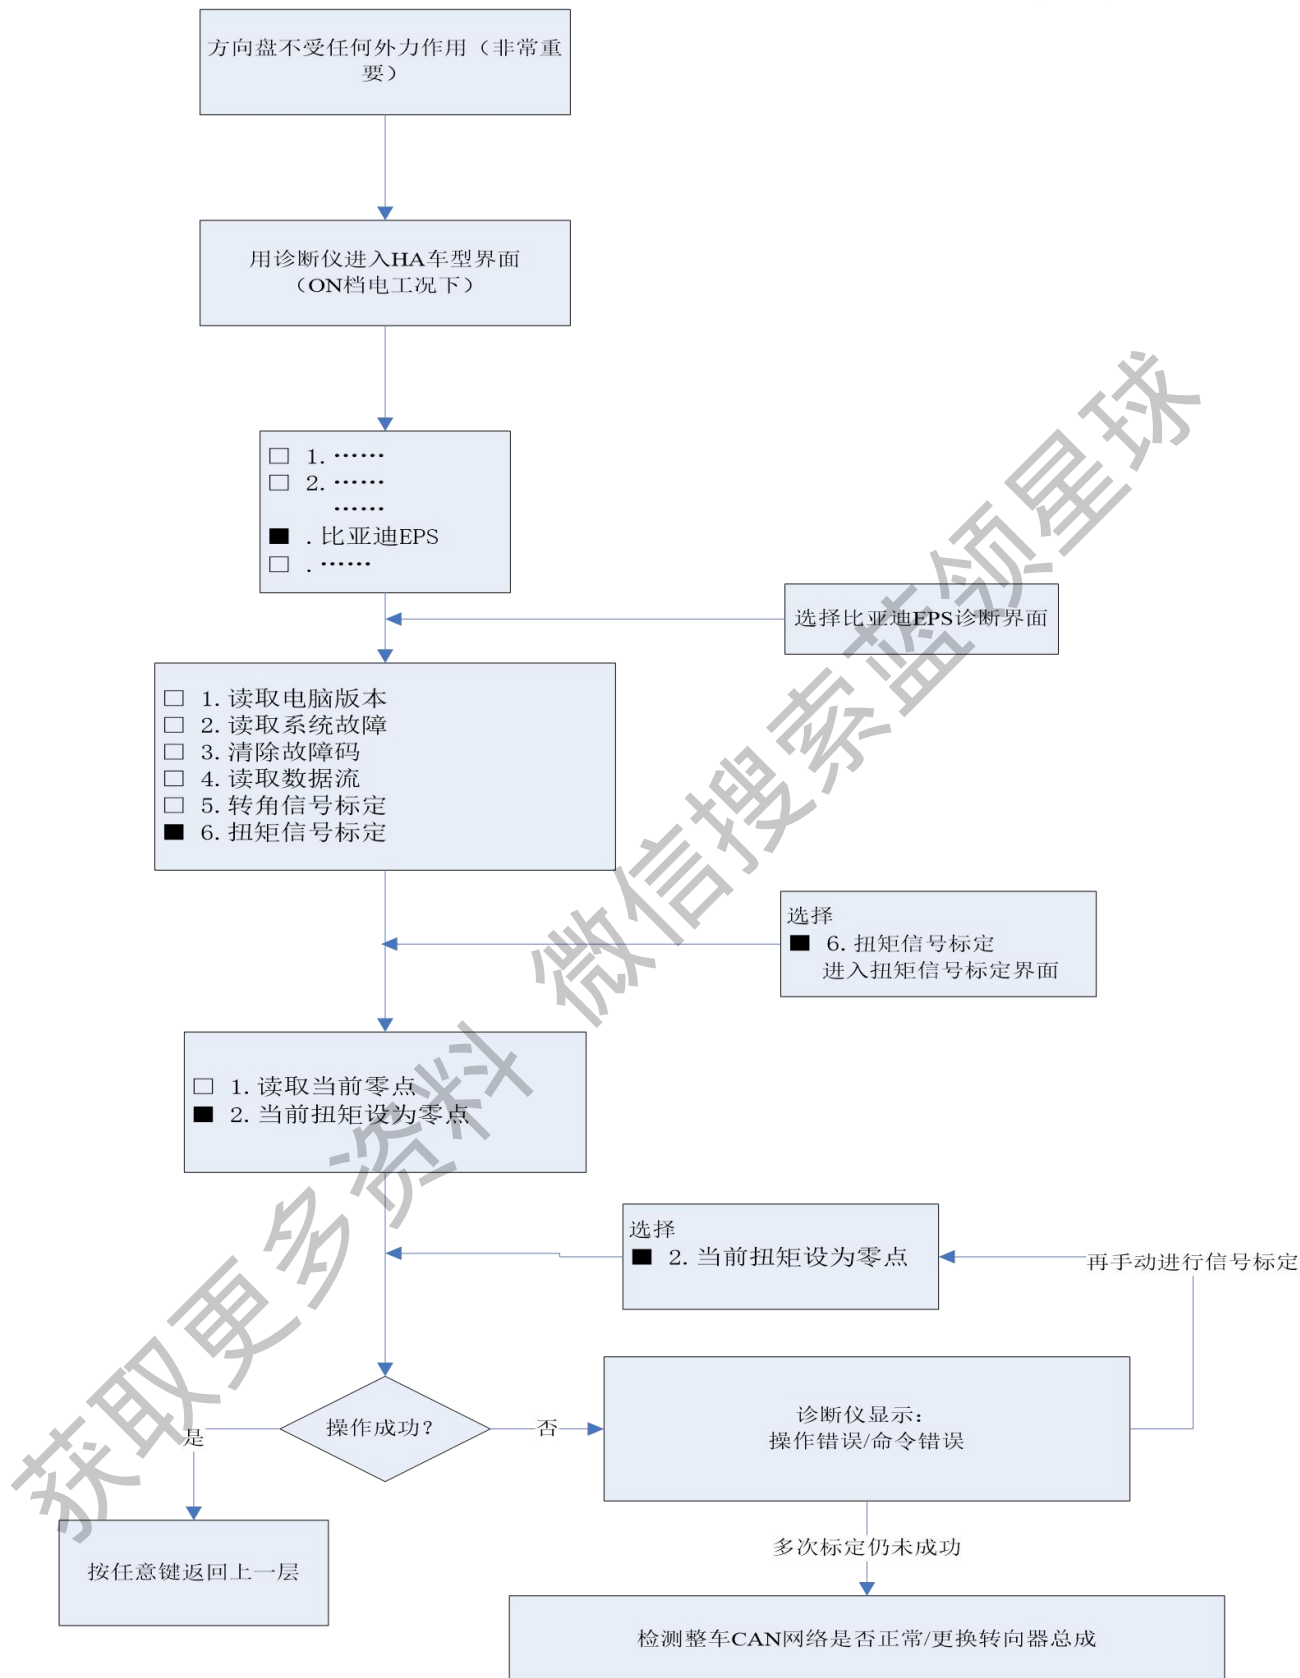 方向盘不受任何外力作用（非常重
要）
用诊断仪进入HA车型界面
（ON档电工况下）
□ 1. ……
□ 2. ……
……
■ . 比亚迪EPS
□ . ……
选择比亚迪EPS诊断界面
□ 1. 读取电脑版本
□ 2. 读取系统故障
□ 3. 清除故障码
□ 4. 读取数据流
□ 5. 转角信号标定
■ 6. 扭矩信号标定
选择
■ 6. 扭矩信号标定
进入扭矩信号标定界面
□ 1. 读取当前零点
■ 2. 当前扭矩设为零点
选择
■ 2. 当前扭矩设为零点
再手动进行信号标定
操作成功？
是
否
诊断仪显示：
操作错误/命令错误
按任意键返回上一层
多次标定仍未成功
检测整车CAN网络是否正常/更换转向器总成
获取更多资料 微信搜索蓝领星球